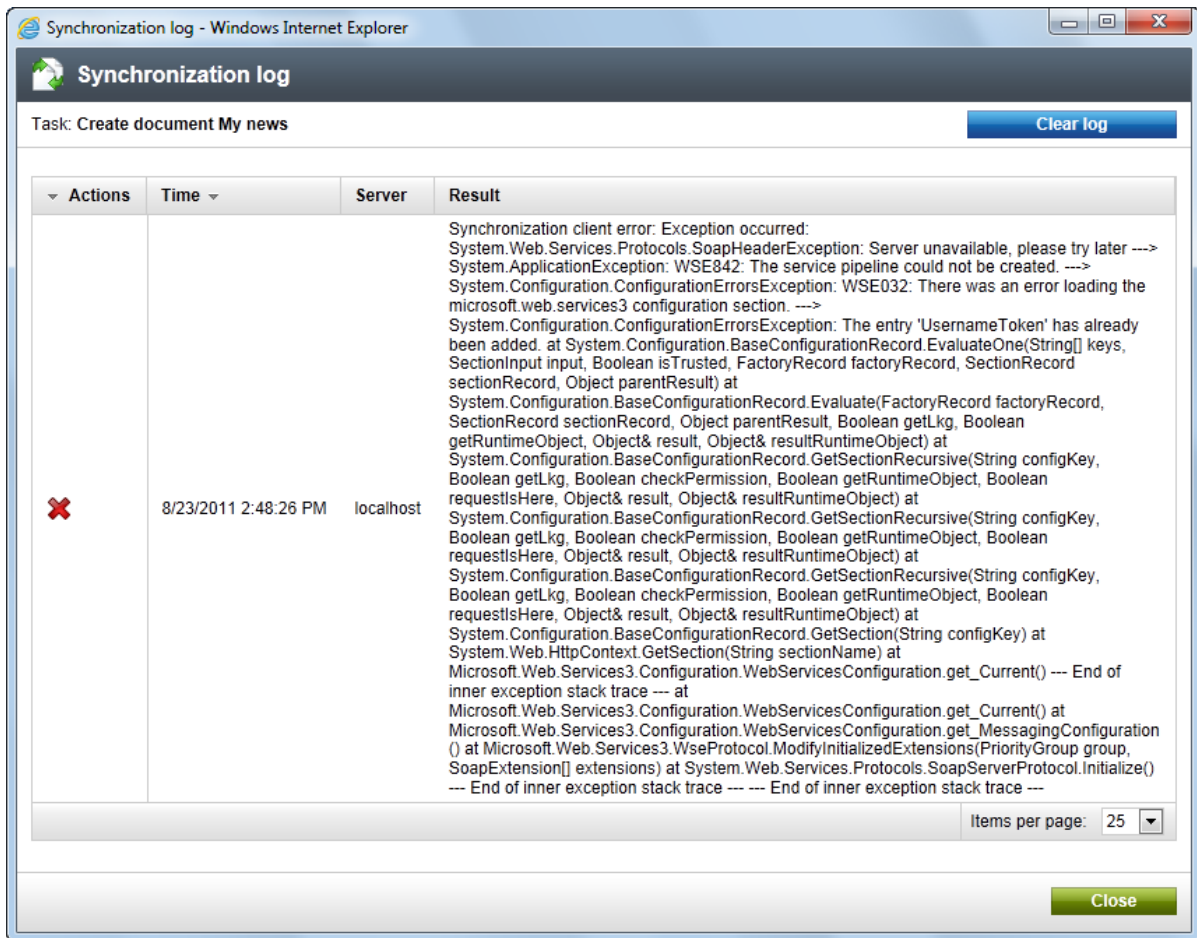 Synchronization log - Windows Internet Explorer
Synchronization log
Task: Create document My news
Clear log
Actions
Time
Server
Result
8/23/2011 2:48:26 PM
localhost
Synchronization client error: Exception occurred:
System.Web.Services.Protocols.SoapHeaderException: Server unavailable, please try later --->
System.ApplicationException: WSE842: The service pipeline could not be created. --->
System.Configuration.ConfigurationErrorsException: WSE032: There was an error loading the
microsoft.web.services3 configuration section. --->
System.Configuration.ConfigurationErrorsException: The entry 'UsernameToken' has already
been added. at System.Configuration.BaseConfigurationRecord.EvaluateOne(String[] keys,
SectionInput input, Boolean isTrusted, FactoryRecord factoryRecord, SectionRecord
sectionRecord, Object parentResult) at
System.Configuration.BaseConfigurationRecord.Evaluate(FactoryRecord factoryRecord,
SectionRecord sectionRecord, Object parentResult, Boolean getLkg, Boolean
getRuntimeObject, Object& result, Object& resultRuntimeObject) at
System.Configuration.BaseConfigurationRecord.GetSectionRecursive(String configKey,
Boolean getLkg, Boolean checkPermission, Boolean getRuntimeObject, Boolean
requestIsHere, Object& result, Object& resultRuntimeObject) at
System.Configuration.BaseConfigurationRecord.GetSectionRecursive(String configKey,
Boolean getLkg, Boolean checkPermission, Boolean getRuntimeObject, Boolean
requestIsHere, Object& result, Object& resultRuntimeObject) at
System.Configuration.BaseConfigurationRecord.GetSectionRecursive(String configKey,
Boolean getLkg, Boolean checkPermission, Boolean getRuntimeObject, Boolean
requestIsHere, Object& result, Object& resultRuntimeObject) at
System.Configuration.BaseConfigurationRecord.GetSection(String configKey) at
System.Web.HttpContext.GetSection(String sectionName) at
Microsoft.Web.Services3.Configuration.WebServicesConfiguration.get_Current() --- End of
inner exception stack trace --- at
Microsoft.Web.Services3.Configuration.WebServicesConfiguration.get_Current() at
Microsoft.Web.Services3.Configuration.WebServicesConfiguration.get_MessagingConfiguration
() at Microsoft.Web.Services3.WseProtocol.ModifyInitializedExtensions(PriorityGroup group,
SoapExtension[] extensions) at System.Web.Services.Protocols.SoapServerProtocol.Initialize()
--- End of inner exception stack trace --- --- End of inner exception stack trace ---
Items per page: 25
Close